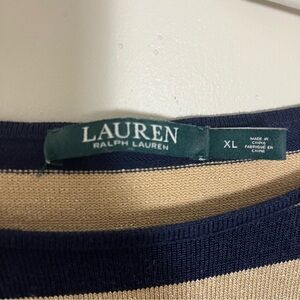 LAUREN
RALPH LAUREN
XL
MADE IN
CHINA
FABRIQUÉ EN
CHINE